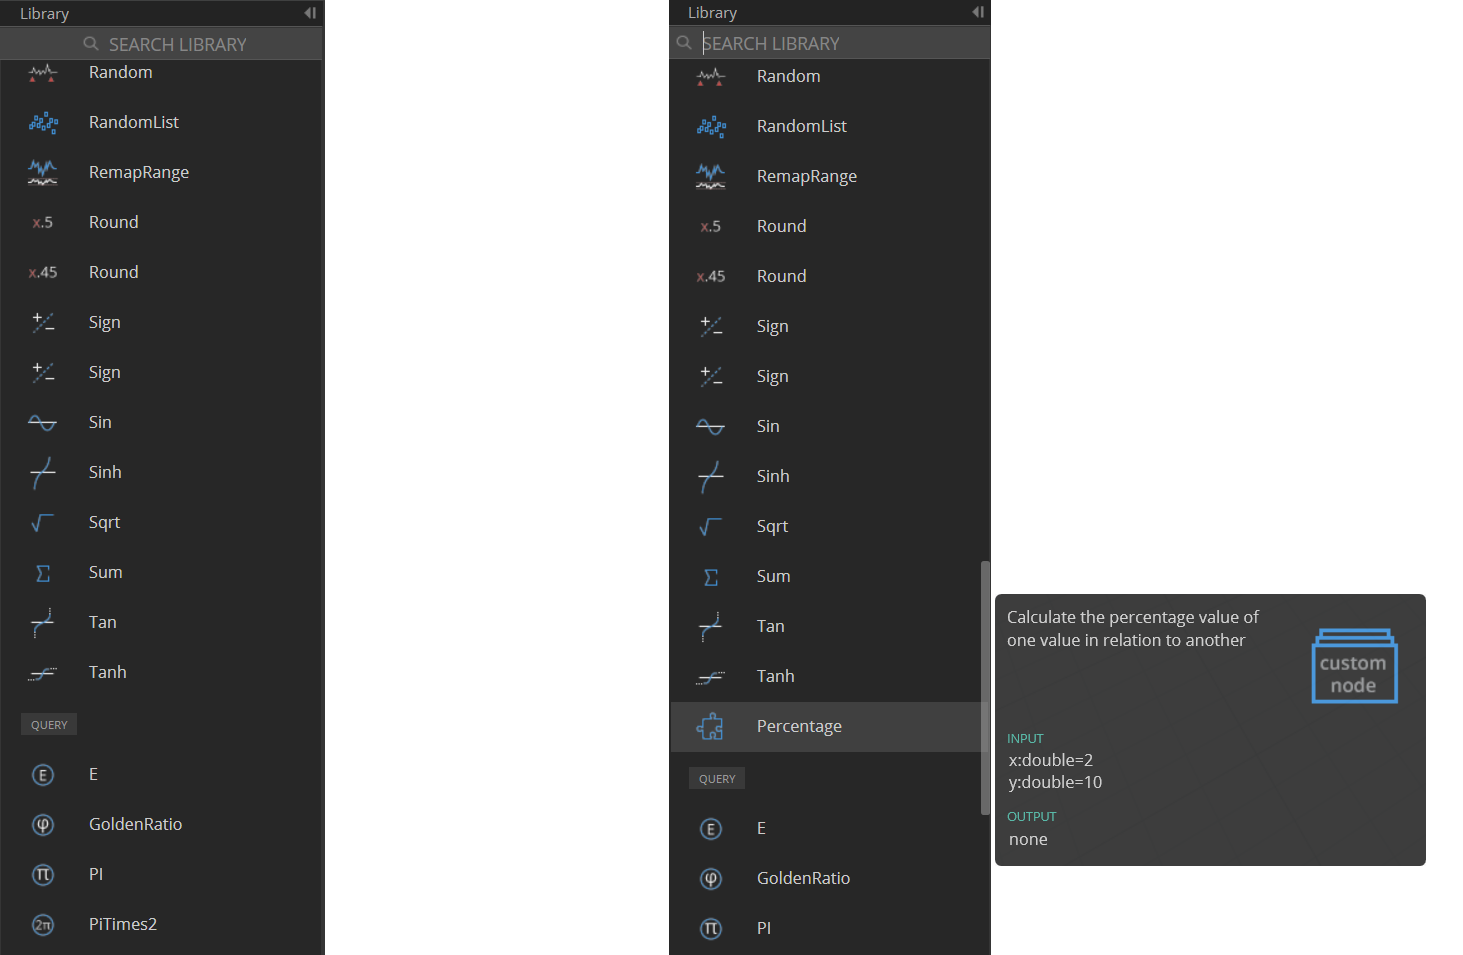 Library
SEARCH LIBRARY
Random
RandomList
RemapRange
x.5 Round
x.45 Round
Sign
Sign
Sin
Sinh
Sqrt
Σ Sum
Tan
Tanh
QUERY
E E
φ GoldenRatio
π PI
2π PiTimes2
Library
SEARCH LIBRARY
Random
RandomList
RemapRange
x.5 Round
x.45 Round
Sign
Sign
Sin
Sinh
Sqrt
Σ Sum
Tan
Tanh
Percentage
QUERY
E E
φ GoldenRatio
π PI
Calculate the percentage value of
one value in relation to another
custom
node
INPUT
x:double=2
y:double=10
OUTPUT
none